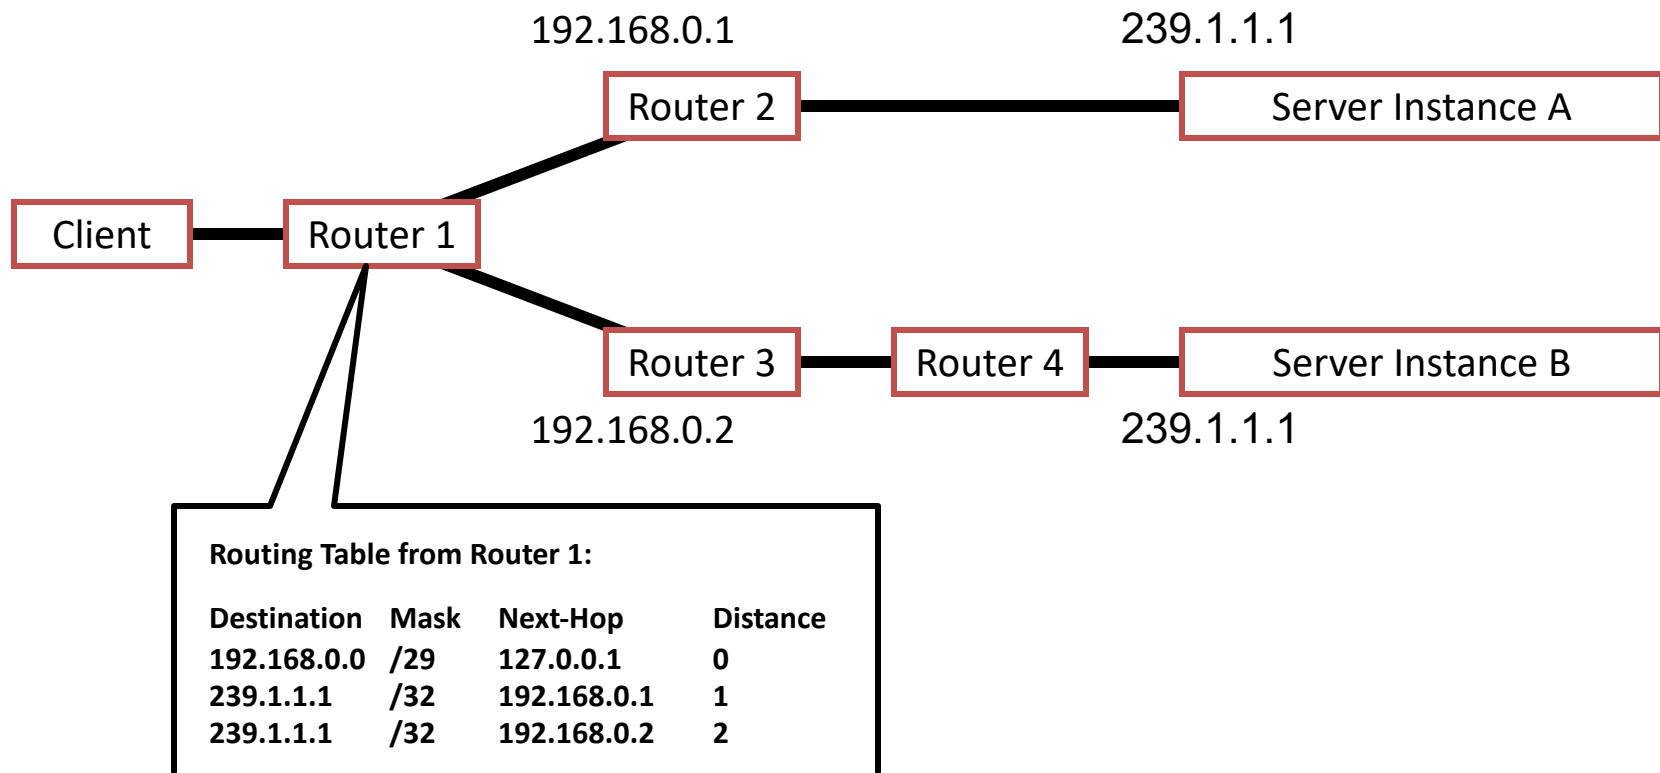 192.168.0.1 239.1.1.1
Router 2 Server Instance A
Client Router 1
Router 3 Router 4 Server Instance B
192.168.0.2 239.1.1.1
Routing Table from Router 1:
Destination Mask Next-Hop Distance
192.168.0.0 /29 127.0.0.1 0
239.1.1.1 /32 192.168.0.1 1
239.1.1.1 /32 192.168.0.2 2